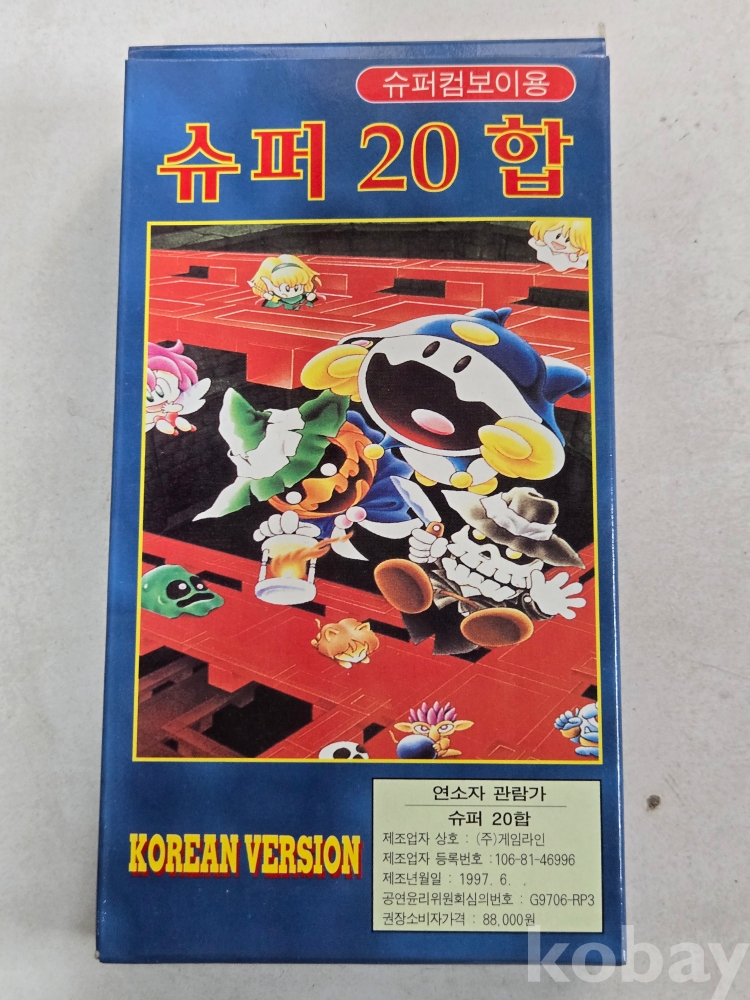 슈퍼컴보이용
슈퍼 20 합
KOREAN VERSION
연소자 관람가
슈퍼 20합
제조업자 상호 : (주)게임라인
제조업자 등록번호 :106-81-46996
제조년월일 : 1997. 6. .
공연윤리위원회심의번호 : G9706-RP3
권장소비자가격 : 88,000원
kobay